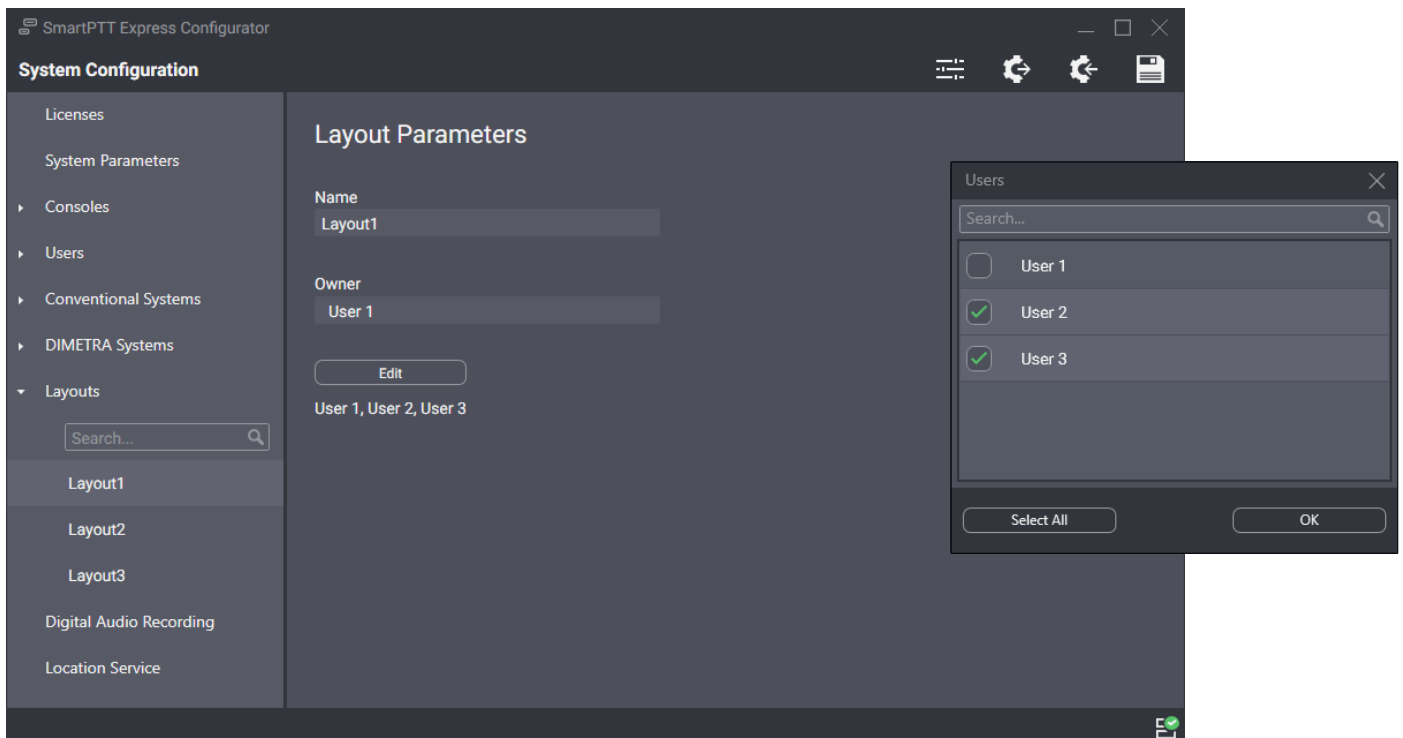 SmartPTT Express Configurator
System Configuration
Licenses
System Parameters
Consoles
Users
Conventional Systems
DIMETRA Systems
Layouts
Search...
Layout1
Layout2
Layout3
Digital Audio Recording
Location Service
Layout Parameters
Name
Layout1
Owner
User 1
Edit
User 1, User 2, User 3
Users
Search...
User 1
User 2
User 3
Select All
OK